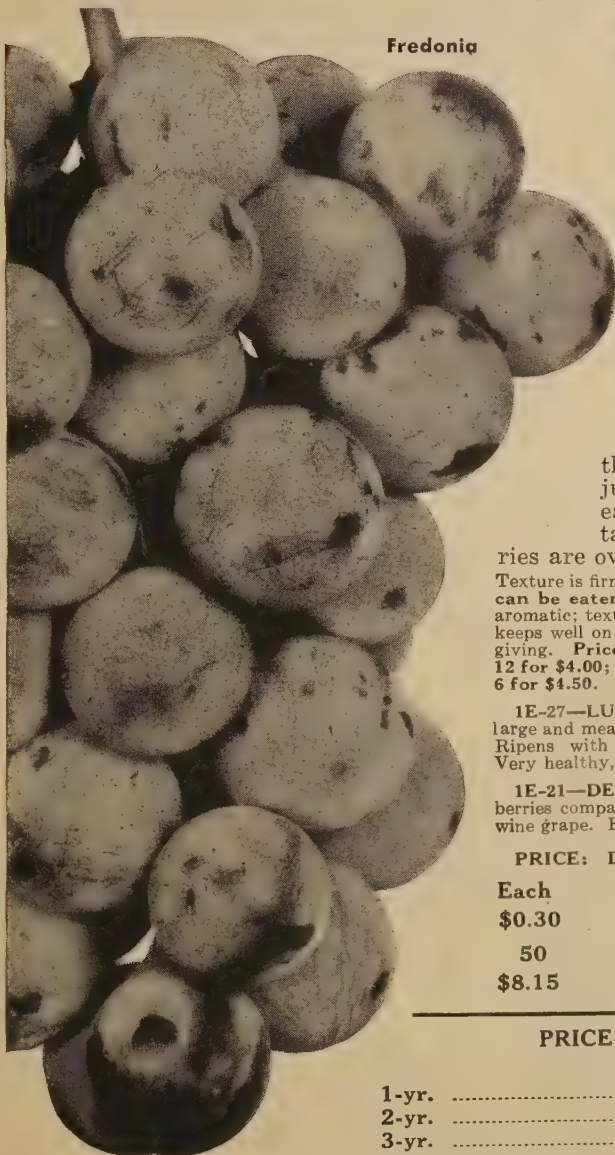 Fredonia
th
ju
ea
ta
ries are ov
Texture is firr
can be eater
aromatic; text
keeps well on
giving. Price
12 for $4.00;
6 for $4.50.
1E-27—LU
large and mea
Ripens with
Very healthy,
1E-21—DE
berries compa
wine grape. E
PRICE: D
Each
$0.30
50
$8.15
PRICE
1-yr. ....................
2-yr. ....................
3-yr. ....................